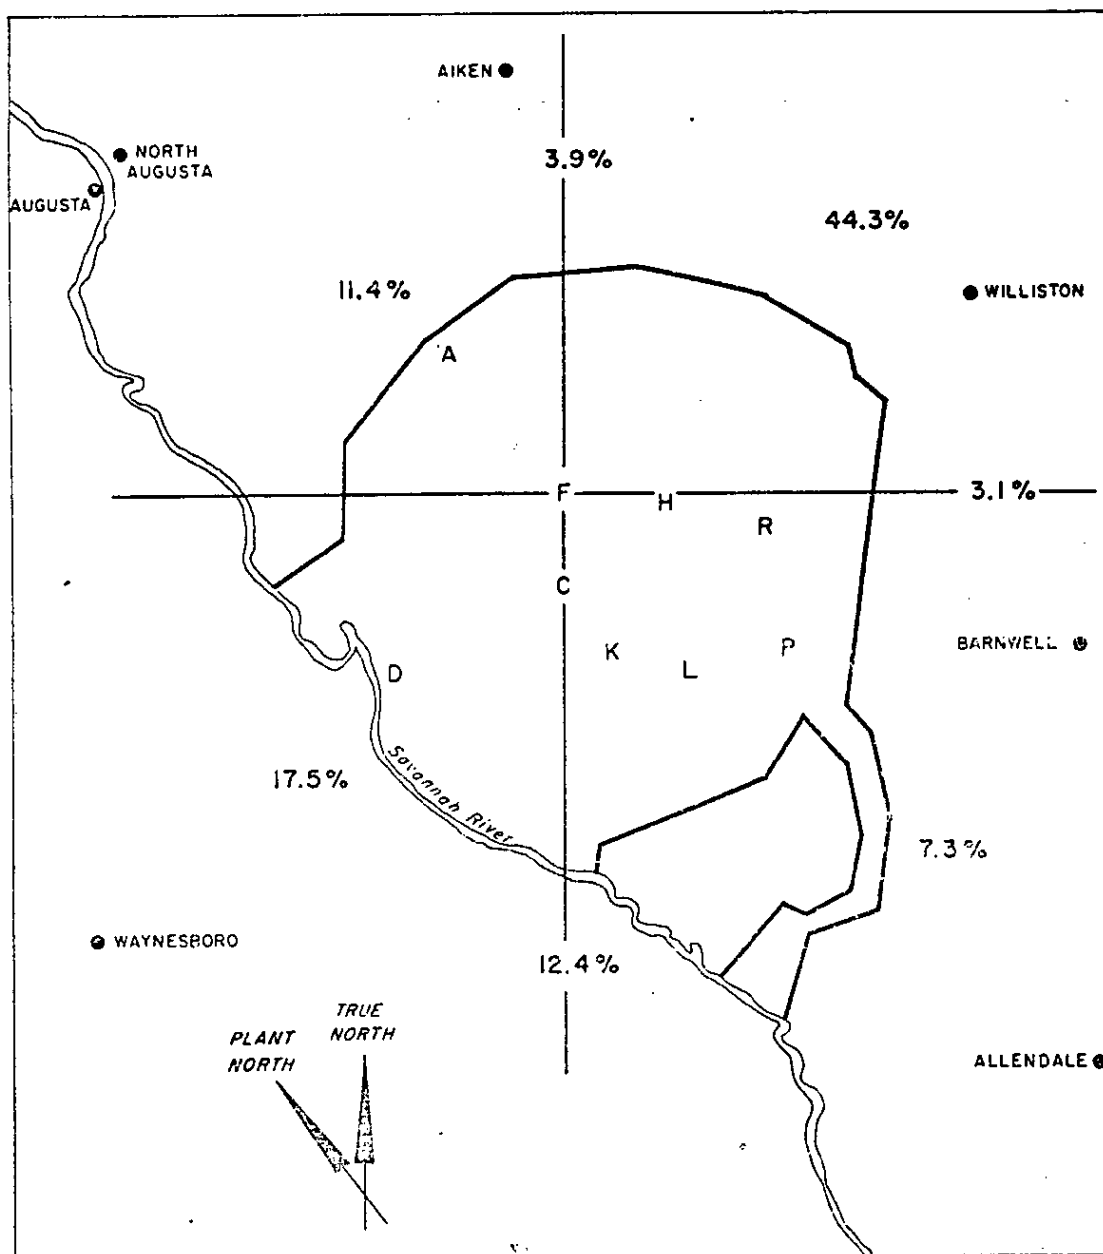 AIKEN
NORTH
AUGUSTA
AUGUSTA
3.9%
44.3%
11.4%
WILLISTON
A
F
H
3.1%
R
C
K
L
P
BARNWELL
D
17.5%
Savannah River
7.3%
WAYNESBORO
12.4%
TRUE
NORTH
PLANT
NORTH
ALLENDALE